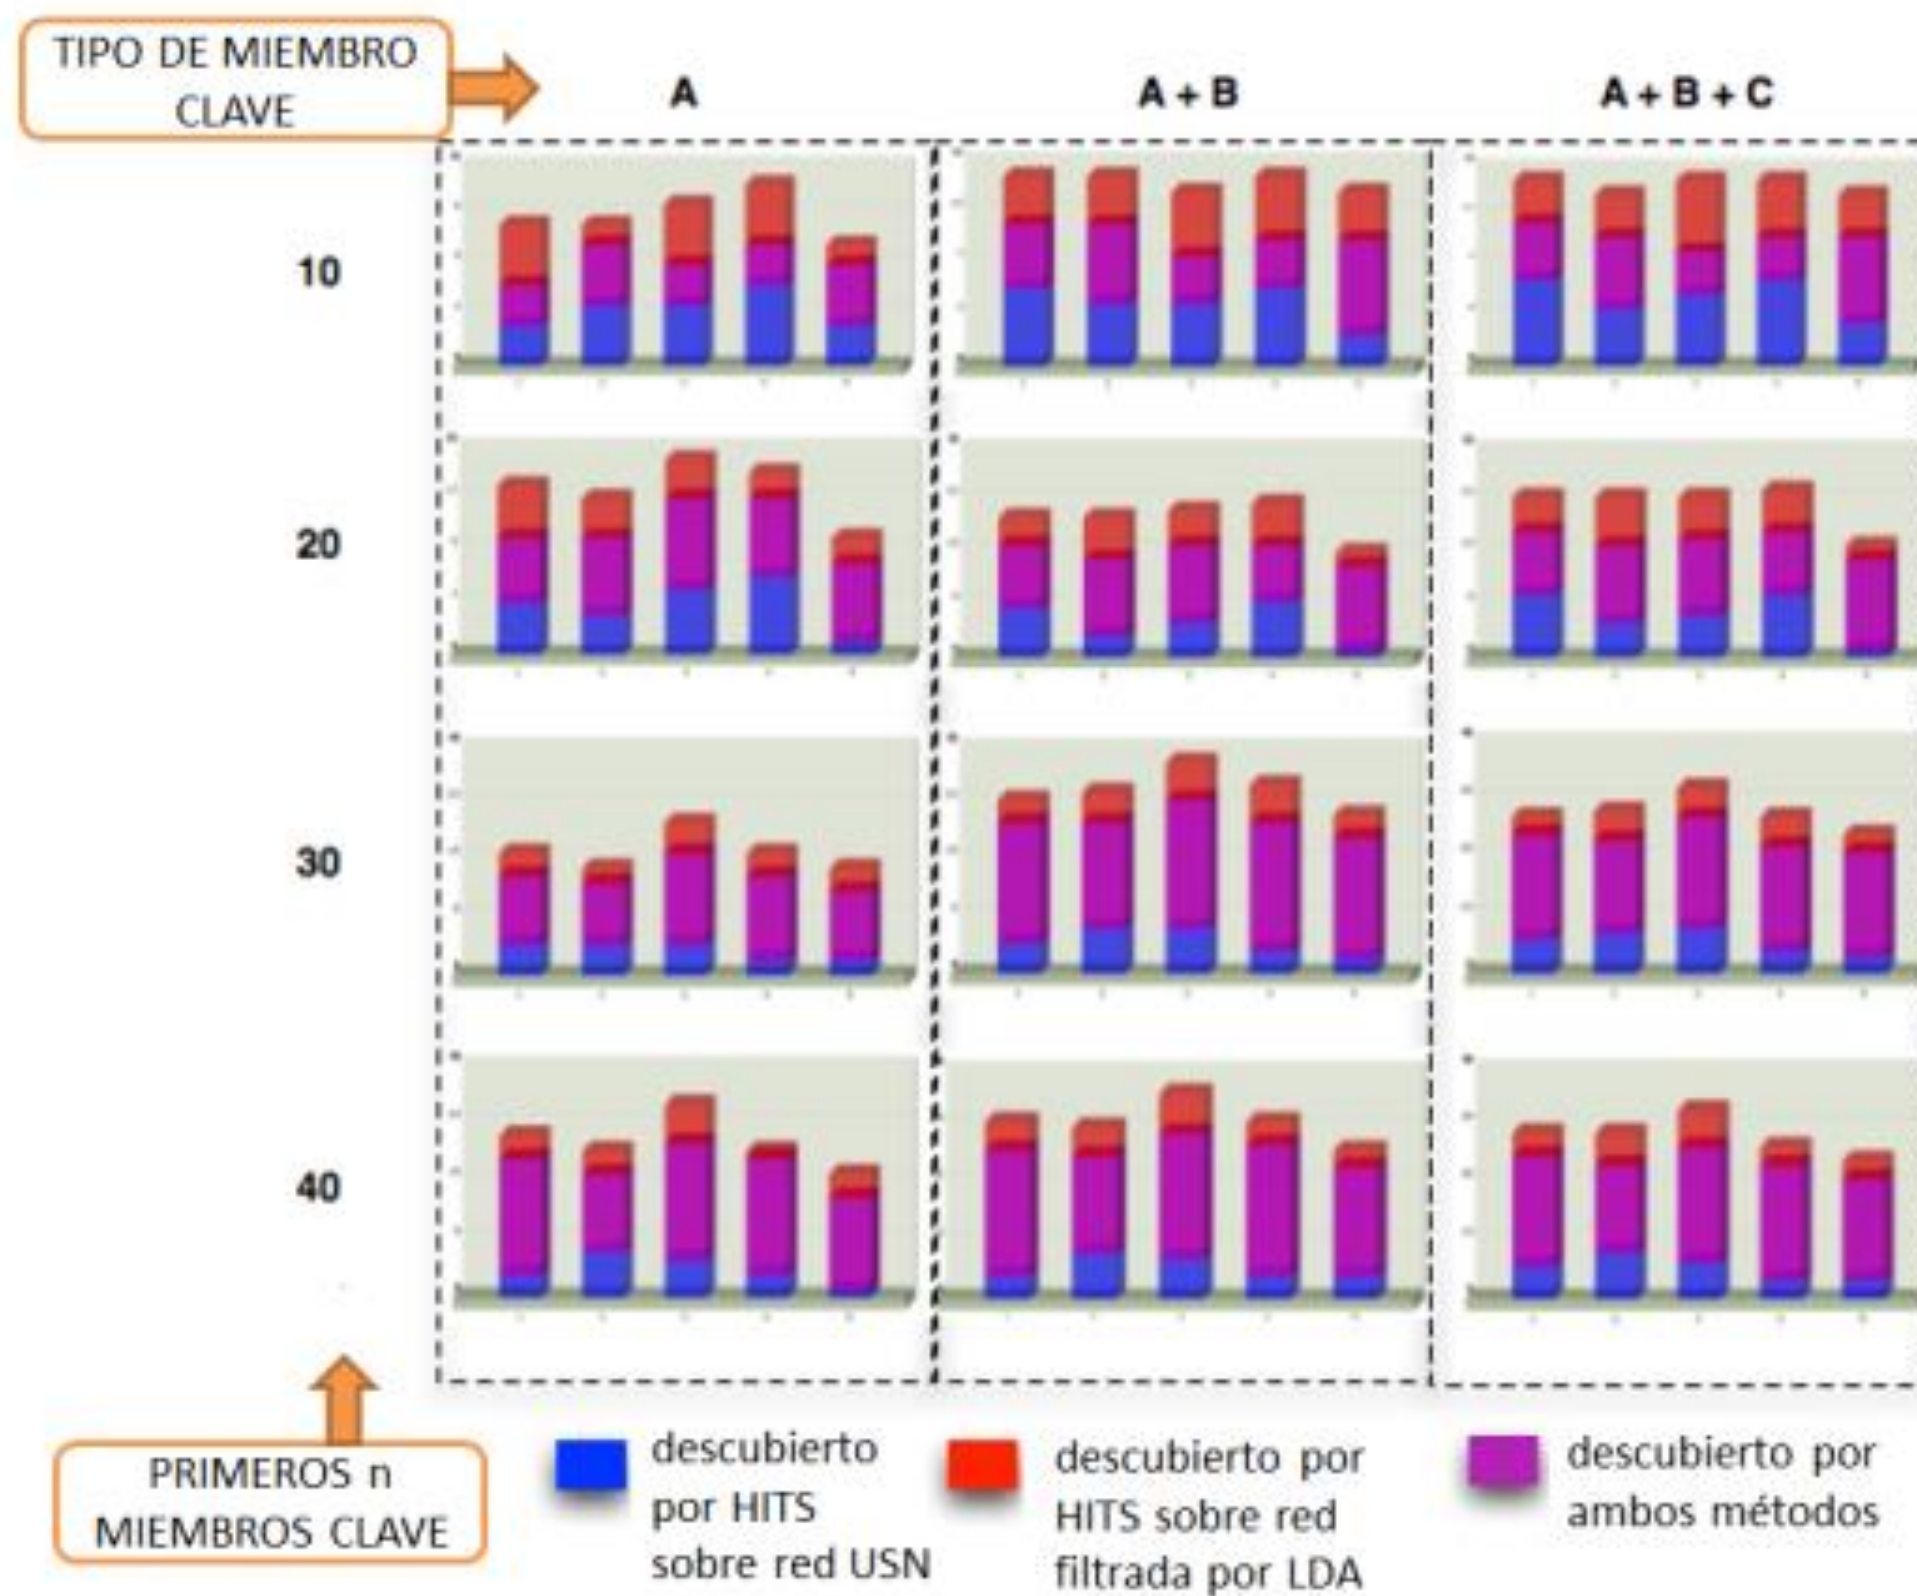 TIPO DE MIEMBRO
CLAVE
A
A + B
A + B + C
10
20
30
40
PRIMEROS n
MIEMBROS CLAVE
descubierto
por HITS
sobre red USN
descubierto por
HITS sobre red
filtrada por LDA
descubierto por
ambos métodos